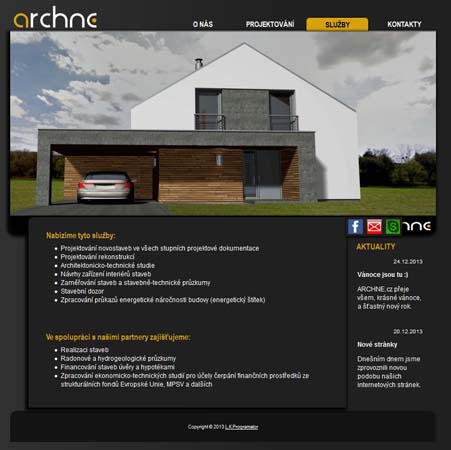 archne
O NÁS
PROJEKTOVÁNÍ
SLUŽBY
KONTAKTY
Nabízíme tyto služby:
Projektování novostaveb ve všech stupních projektové dokumentace
Projektování rekonstrukcí
Architektonicko-technické studie
Návrhy zařízení interiérů staveb
Zaměřování staveb a stavebně-technické průzkumy
Stavební dozor
Zpracování průkazů energetické náročnosti budovy (energetický štítek)
Ve spolupráci s našimi partnery zajišťujeme:
Realizaci staveb
Radonové a hydrogeologické průzkumy
Financování staveb úvěry a hypotékami
Zpracování ekonomicko-technických studií pro účely čerpání finančních prostředků ze
strukturálních fondů Evropské Unie, MPSV a dalších
AKTUALITY
24.12.2013
Vánoce jsou tu :)
ARCHNE.cz přeje
všem, krásné vánoce,
a šťastný nový rok.
20.12.2013
Nové stránky
Dnešním dnem jsme
zprovoznili novou
podobu našich
internetových stránek.
Copyright © 2013 L.K.Programator